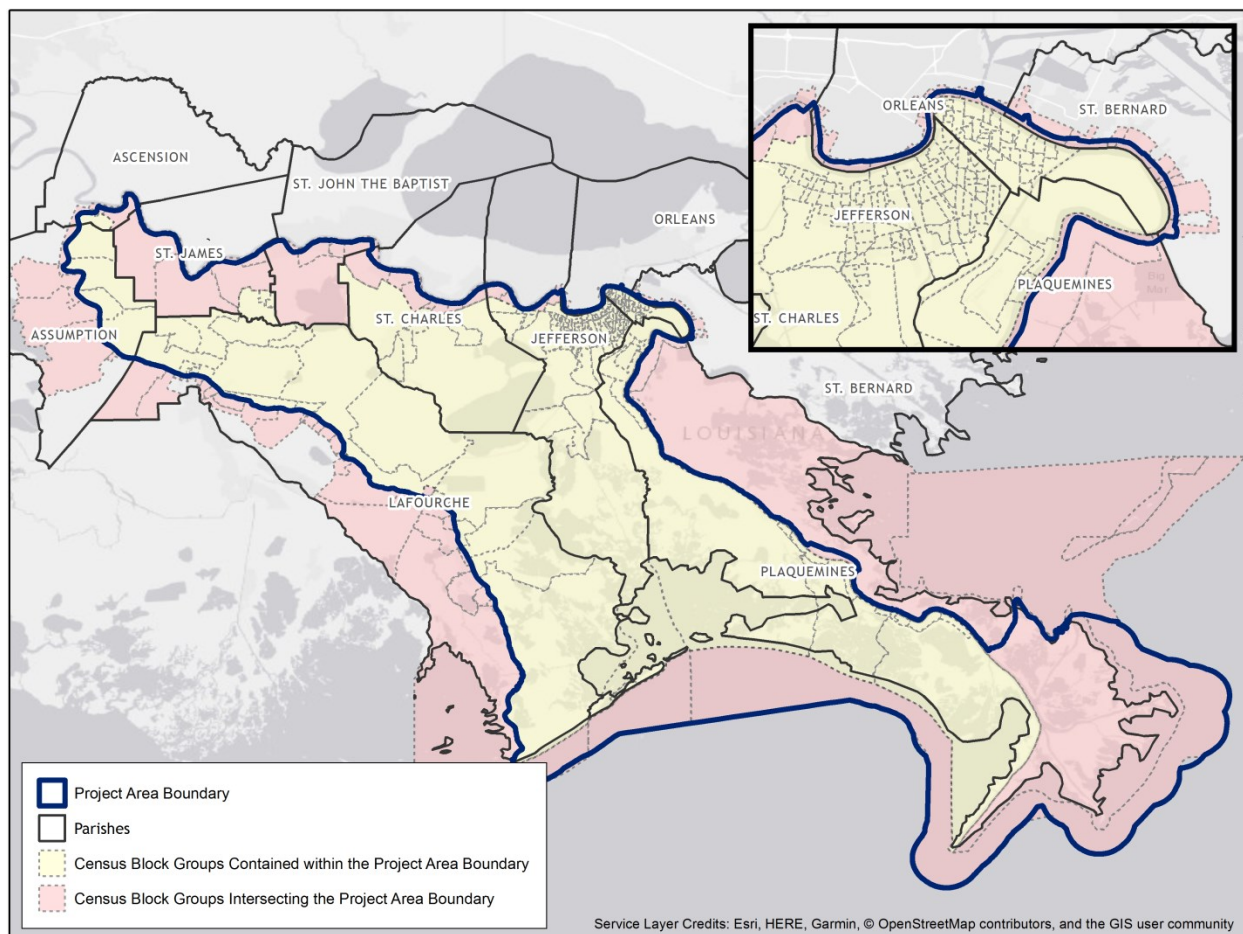 ASCENSION
ST. JOHN THE BAPTIST
ORLEANS
ST. JAMES
ASSUMPTION
ST. CHARLES
JEFFERSON
ST. BERNARD
LOUISIANA
LAFOURCHE
PLAQUEMINES
ORLEANS
ST. BERNARD
JEFFERSON
Big
Mar
PLAQUEMINES
ST. CHARLES
Project Area Boundary
Parishes
Census Block Groups Contained within the Project Area Boundary
Census Block Groups Intersecting the Project Area Boundary
Service Layer Credits: Esri, HERE, Garmin, © OpenStreetMap contributors, and the GIS user community